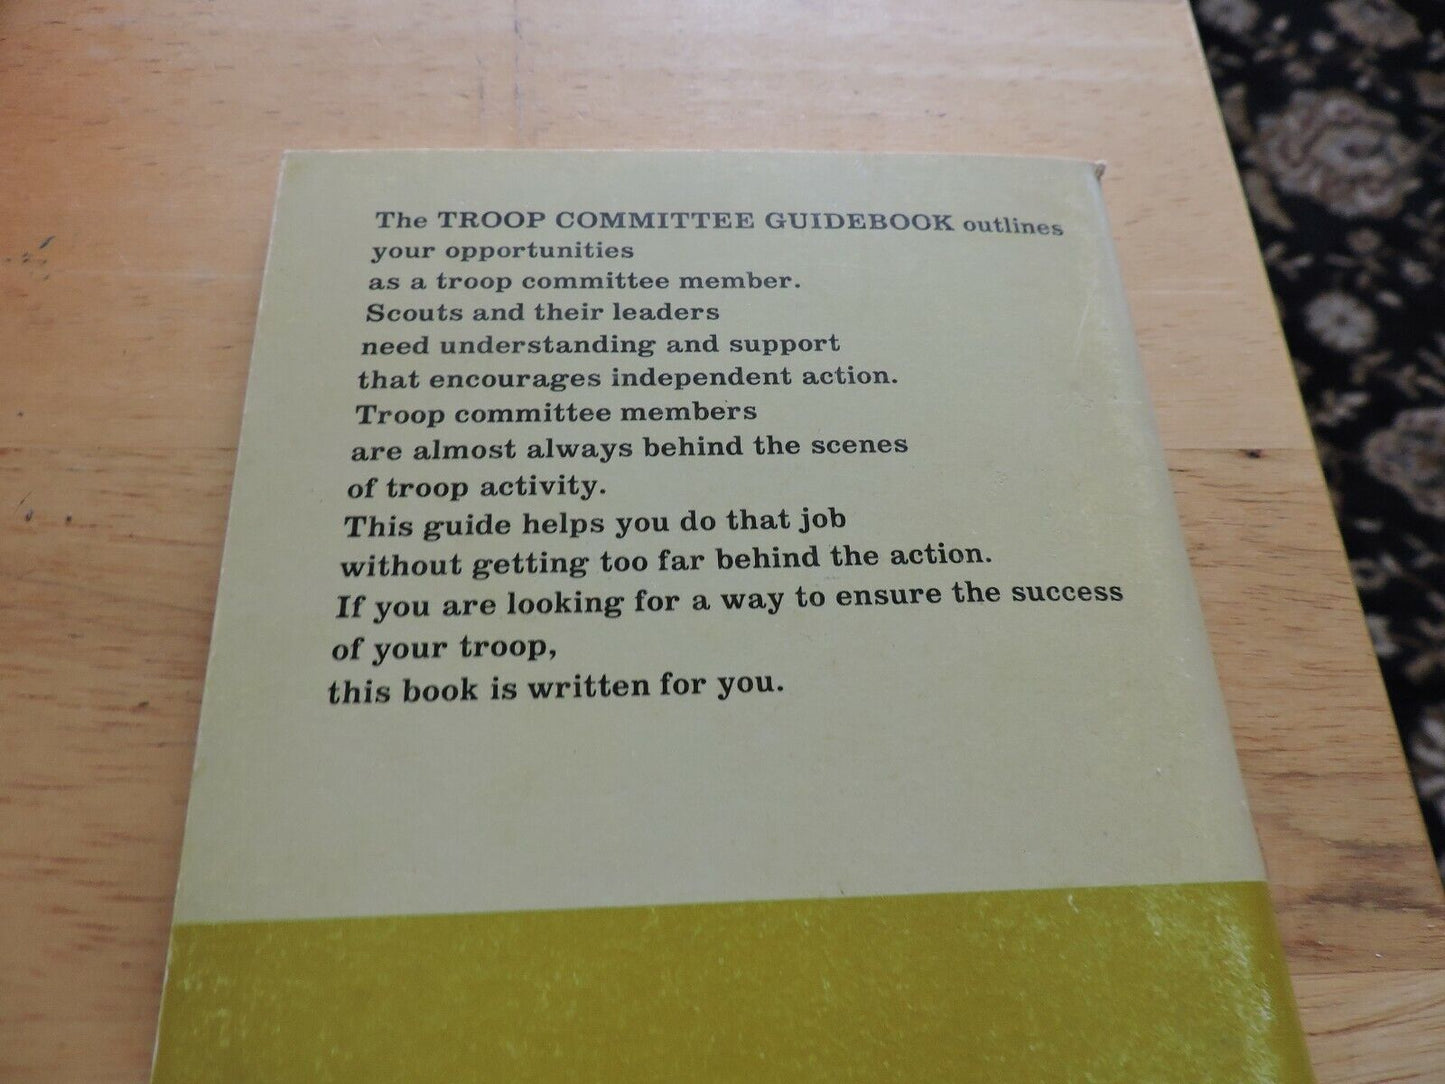 The TROOP COMMITTEE GUIDEBOOK outlines
your opportunities
as a troop committee member.
Scouts and their leaders
need understanding and support
that encourages independent action.
Troop committee members
are almost always behind the scenes
of troop activity.
This guide helps you do that job
without getting too far behind the action.
If you are looking for a way to ensure the success
of your troop,
this book is written for you.